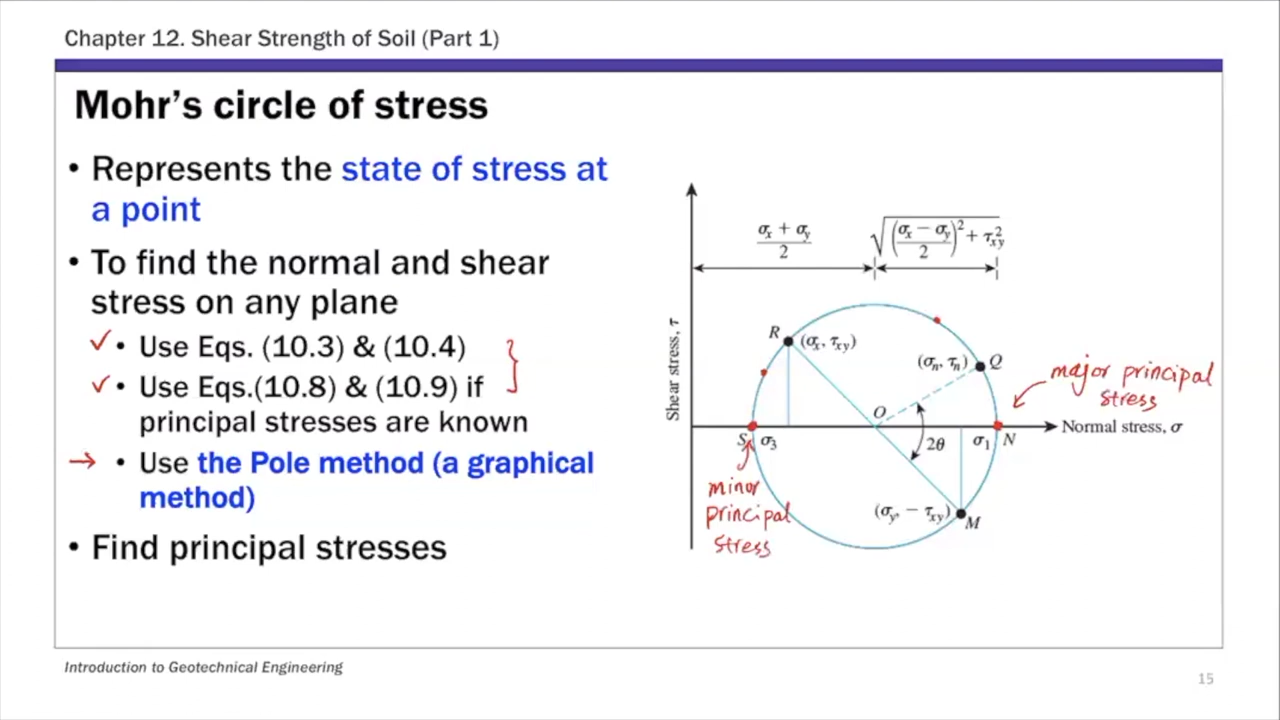 Chapter 12. Shear Strength of Soil (Part 1)
Mohr's circle of stress
• Represents the state of stress at
a point
• To find the normal and shear
stress on any plane
✓ • Use Eqs. (10.3) & (10.4)
✓ • Use Eqs.(10.8) & (10.9) if
principal stresses are known
→ • Use the Pole method (a graphical
method)
• Find principal stresses
(σx + σy)/2
√(((σx − σy)/2)² + τ²xy)
Shear stress, τ
R
(σx, τxy)
(σn, τn)
Q
major principal
stress
O
S
σ3
2θ
σ1
N
Normal stress, σ
minor
principal
stress
(σy, − τxy)
M
Introduction to Geotechnical Engineering
15